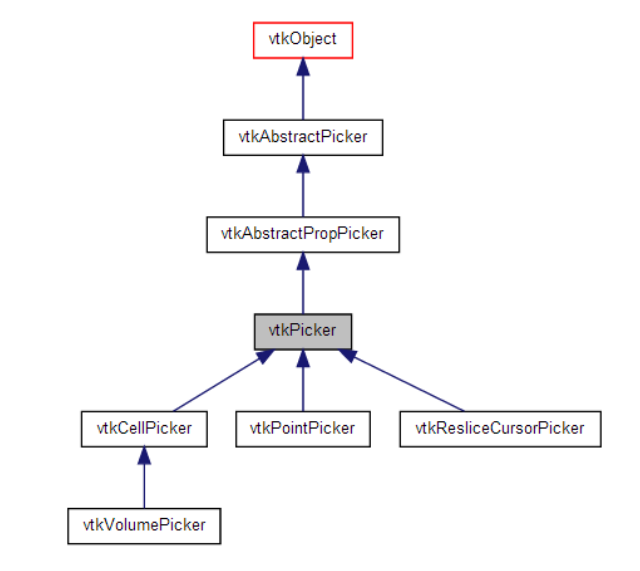 vtkObject
vtkAbstractPicker
vtkAbstractPropPicker
vtkPicker
vtkCellPicker
vtkPointPicker
vtkResliceCursorPicker
vtkVolumePicker